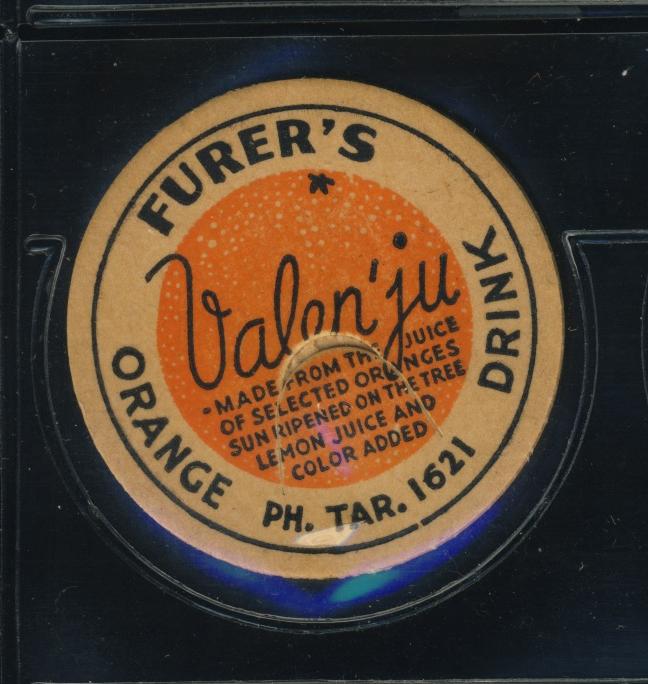 FURER'S
Valen'ju
-MADE FROM THE JUICE
OF SELECTED ORANGES
SUN RIPENED ON THE TREE
LEMON JUICE AND
COLOR ADDED
ORANGE DRINK
PH. TAR. 1621